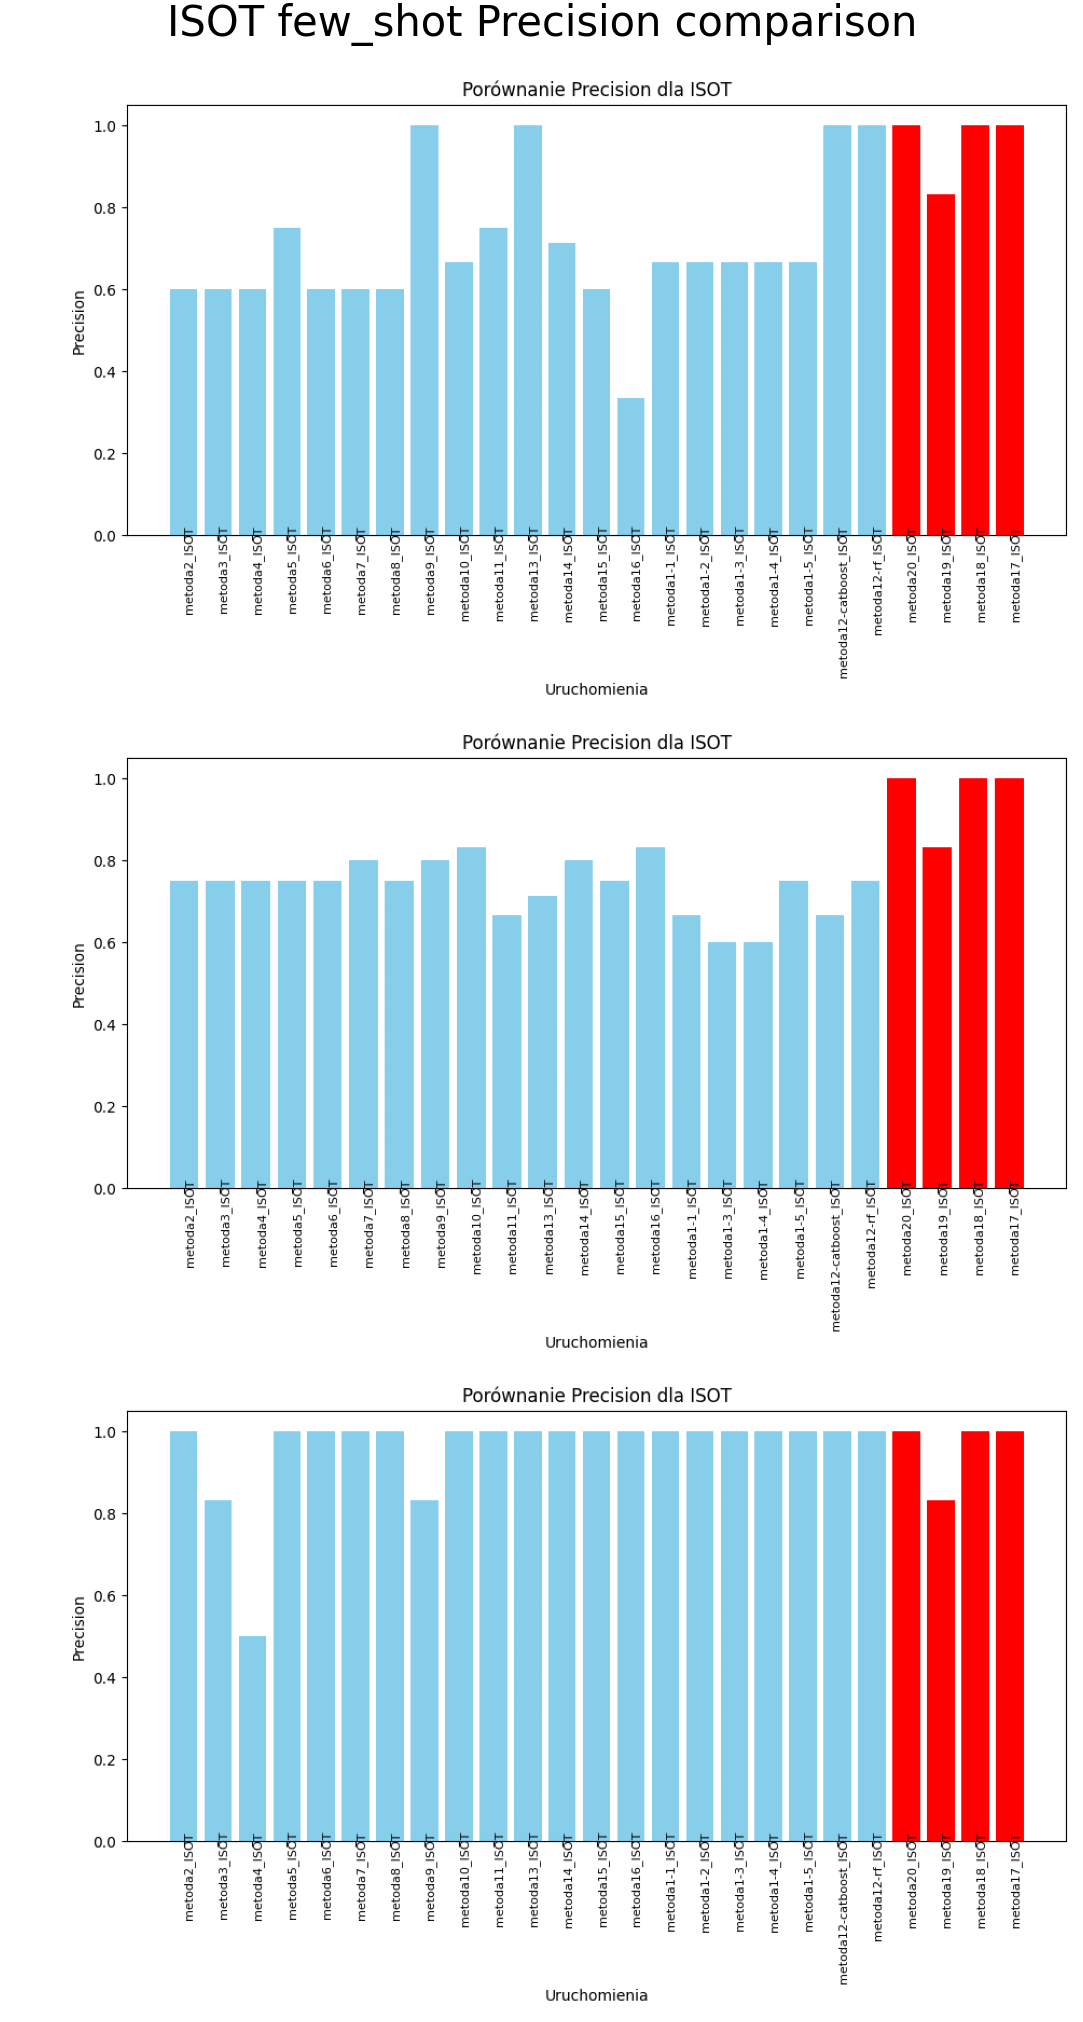 ISOT few_shot Precision comparison
Porównanie Precision dla ISOT
1.0
0.8
0.6
0.4
0.2
0.0
Precision
metoda2_ISOT
metoda3_ISOT
metoda4_ISOT
metoda5_ISOT
metoda6_ISOT
metoda7_ISOT
metoda8_ISOT
metoda9_ISOT
metoda10_ISOT
metoda11_ISOT
metoda13_ISOT
metoda14_ISOT
metoda15_ISOT
metoda16_ISOT
metoda1-1_ISOT
metoda1-2_ISOT
metoda1-3_ISOT
metoda1-4_ISOT
metoda1-5_ISOT
metoda12-catboost_ISOT
metoda12-rf_ISOT
metoda20_ISOT
metoda19_ISOT
metoda18_ISOT
metoda17_ISOT
Uruchomienia
Porównanie Precision dla ISOT
1.0
0.8
0.6
0.4
0.2
0.0
Precision
metoda2_ISOT
metoda3_ISOT
metoda4_ISOT
metoda5_ISOT
metoda6_ISOT
metoda7_ISOT
metoda8_ISOT
metoda9_ISOT
metoda10_ISOT
metoda11_ISOT
metoda13_ISOT
metoda14_ISOT
metoda15_ISOT
metoda16_ISOT
metoda1-1_ISOT
metoda1-3_ISOT
metoda1-4_ISOT
metoda1-5_ISOT
metoda12-catboost_ISOT
metoda12-rf_ISOT
metoda20_ISOT
metoda19_ISOT
metoda18_ISOT
metoda17_ISOT
Uruchomienia
Porównanie Precision dla ISOT
1.0
0.8
0.6
0.4
0.2
0.0
Precision
metoda2_ISOT
metoda3_ISOT
metoda4_ISOT
metoda5_ISOT
metoda6_ISOT
metoda7_ISOT
metoda8_ISOT
metoda9_ISOT
metoda10_ISOT
metoda11_ISOT
metoda13_ISOT
metoda14_ISOT
metoda15_ISOT
metoda16_ISOT
metoda1-1_ISOT
metoda1-2_ISOT
metoda1-3_ISOT
metoda1-4_ISOT
metoda1-5_ISOT
metoda12-catboost_ISOT
metoda12-rf_ISOT
metoda20_ISOT
metoda19_ISOT
metoda18_ISOT
metoda17_ISOT
Uruchomienia